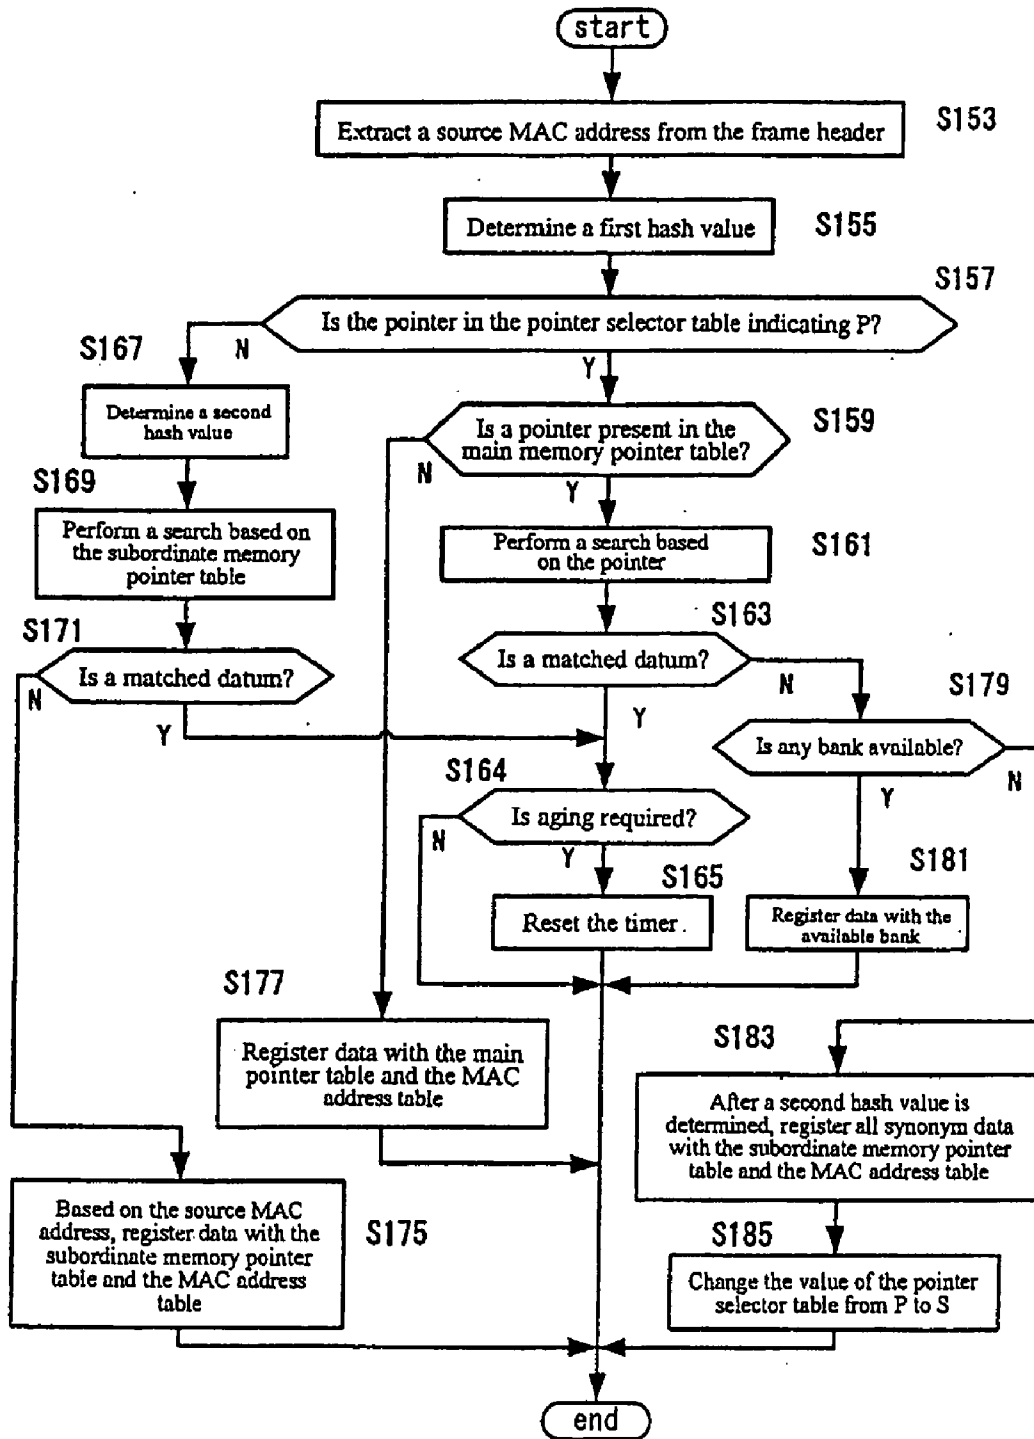 start
Extract a source MAC address from the frame header
S153
Determine a first hash value
S155
S157
Is the pointer in the pointer selector table indicating P?
N
Y
S167
Determine a second
hash value
S159
Is a pointer present in the
main memory pointer table?
N
Y
S169
Perform a search based on
the subordinate memory
pointer table
Perform a search based
on the pointer
S161
S171
Is a matched datum?
N
Y
S163
Is a matched datum?
N
Y
S179
Is any bank available?
N
Y
S164
Is aging required?
N
Y
S165
Reset the timer.
S181
Register data with the
available bank
S177
Register data with the main
pointer table and the MAC
address table
S183
After a second hash value is
determined, register all synonym data
with the subordinate memory pointer
table and the MAC address table
Based on the source MAC
address, register data with the
subordinate memory pointer
table and the MAC address
table
S175
S185
Change the value of the pointer
selector table from P to S
end